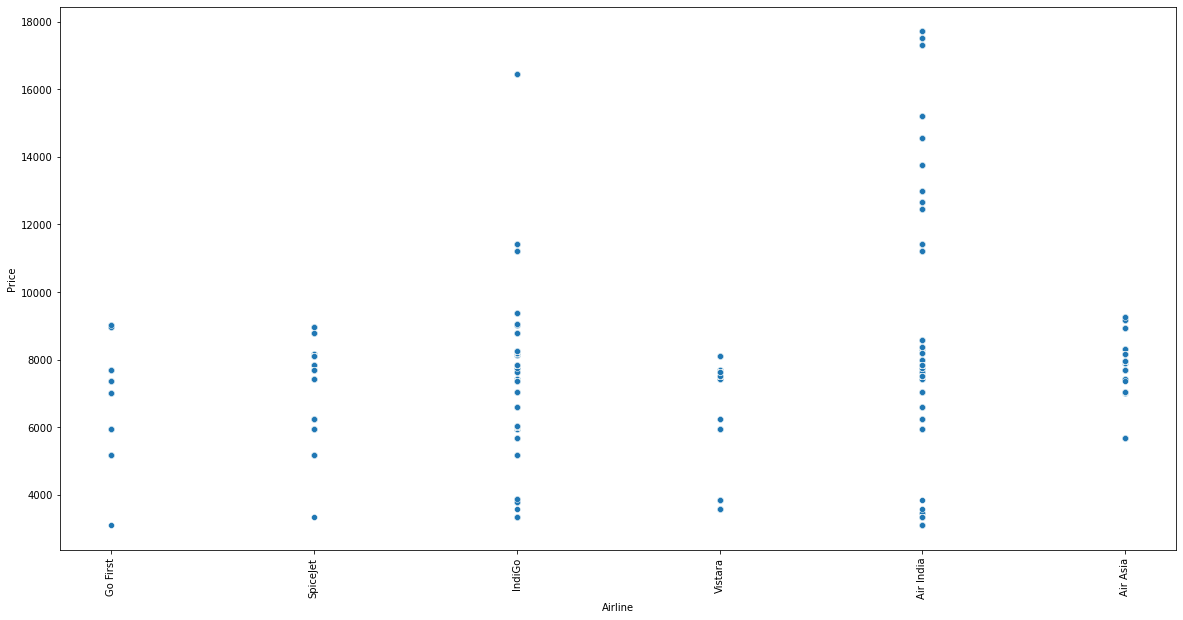 18000
16000
14000
12000
10000
8000
6000
4000
Price
Go First
SpiceJet
IndiGo
Vistara
Air India
Air Asia
Airline